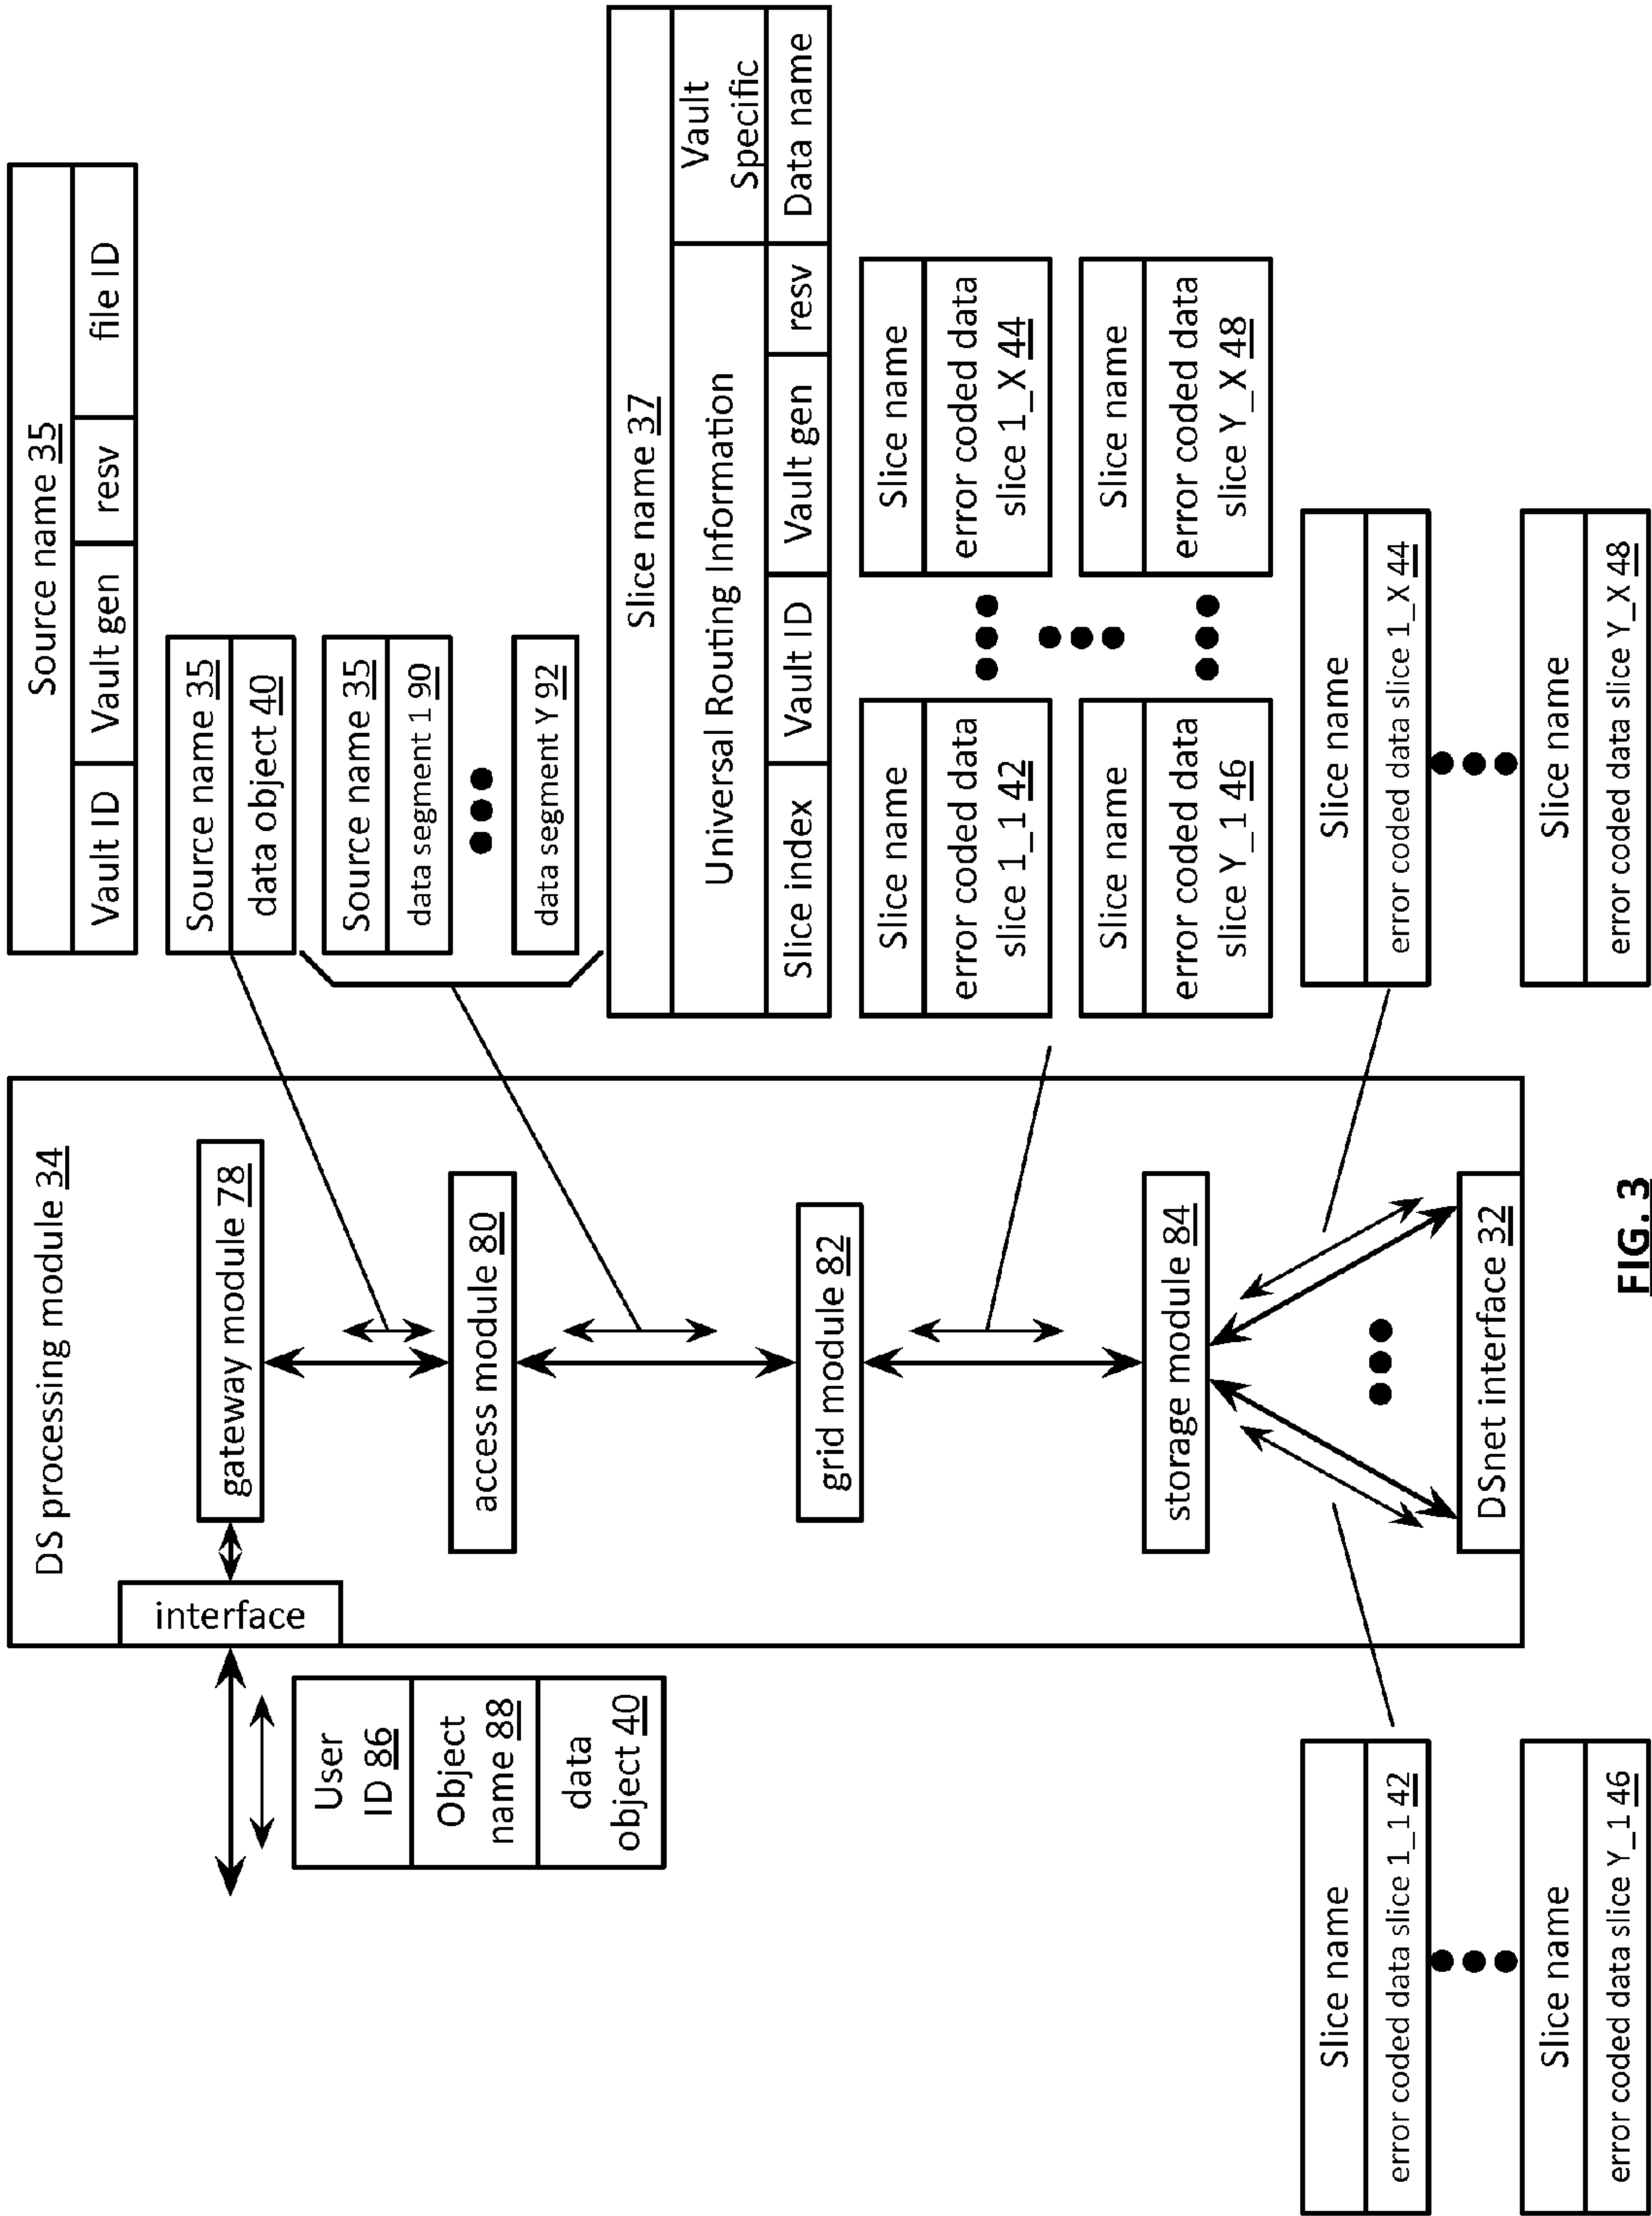 DS processing module 34
interface
gateway module 78
access module 80
grid module 82
storage module 84
DSnet interface 32
User
ID 86
Object
name 88
data
object 40
Source name 35
Vault ID
Vault gen
resv
file ID
Source name 35
data object 40
Source name 35
data segment 1 90
data segment Y 92
Slice name 37
Universal Routing Information
Vault
Specific
Slice index
Vault ID
Vault gen
resv
Data name
Slice name
error coded data
slice 1_1 42
Slice name
error coded data
slice 1_X 44
Slice name
error coded data
slice Y_1 46
Slice name
error coded data
slice Y_X 48
Slice name
error coded data slice 1_1 42
Slice name
error coded data slice Y_1 46
Slice name
error coded data slice 1_X 44
Slice name
error coded data slice Y_X 48
FIG. 3